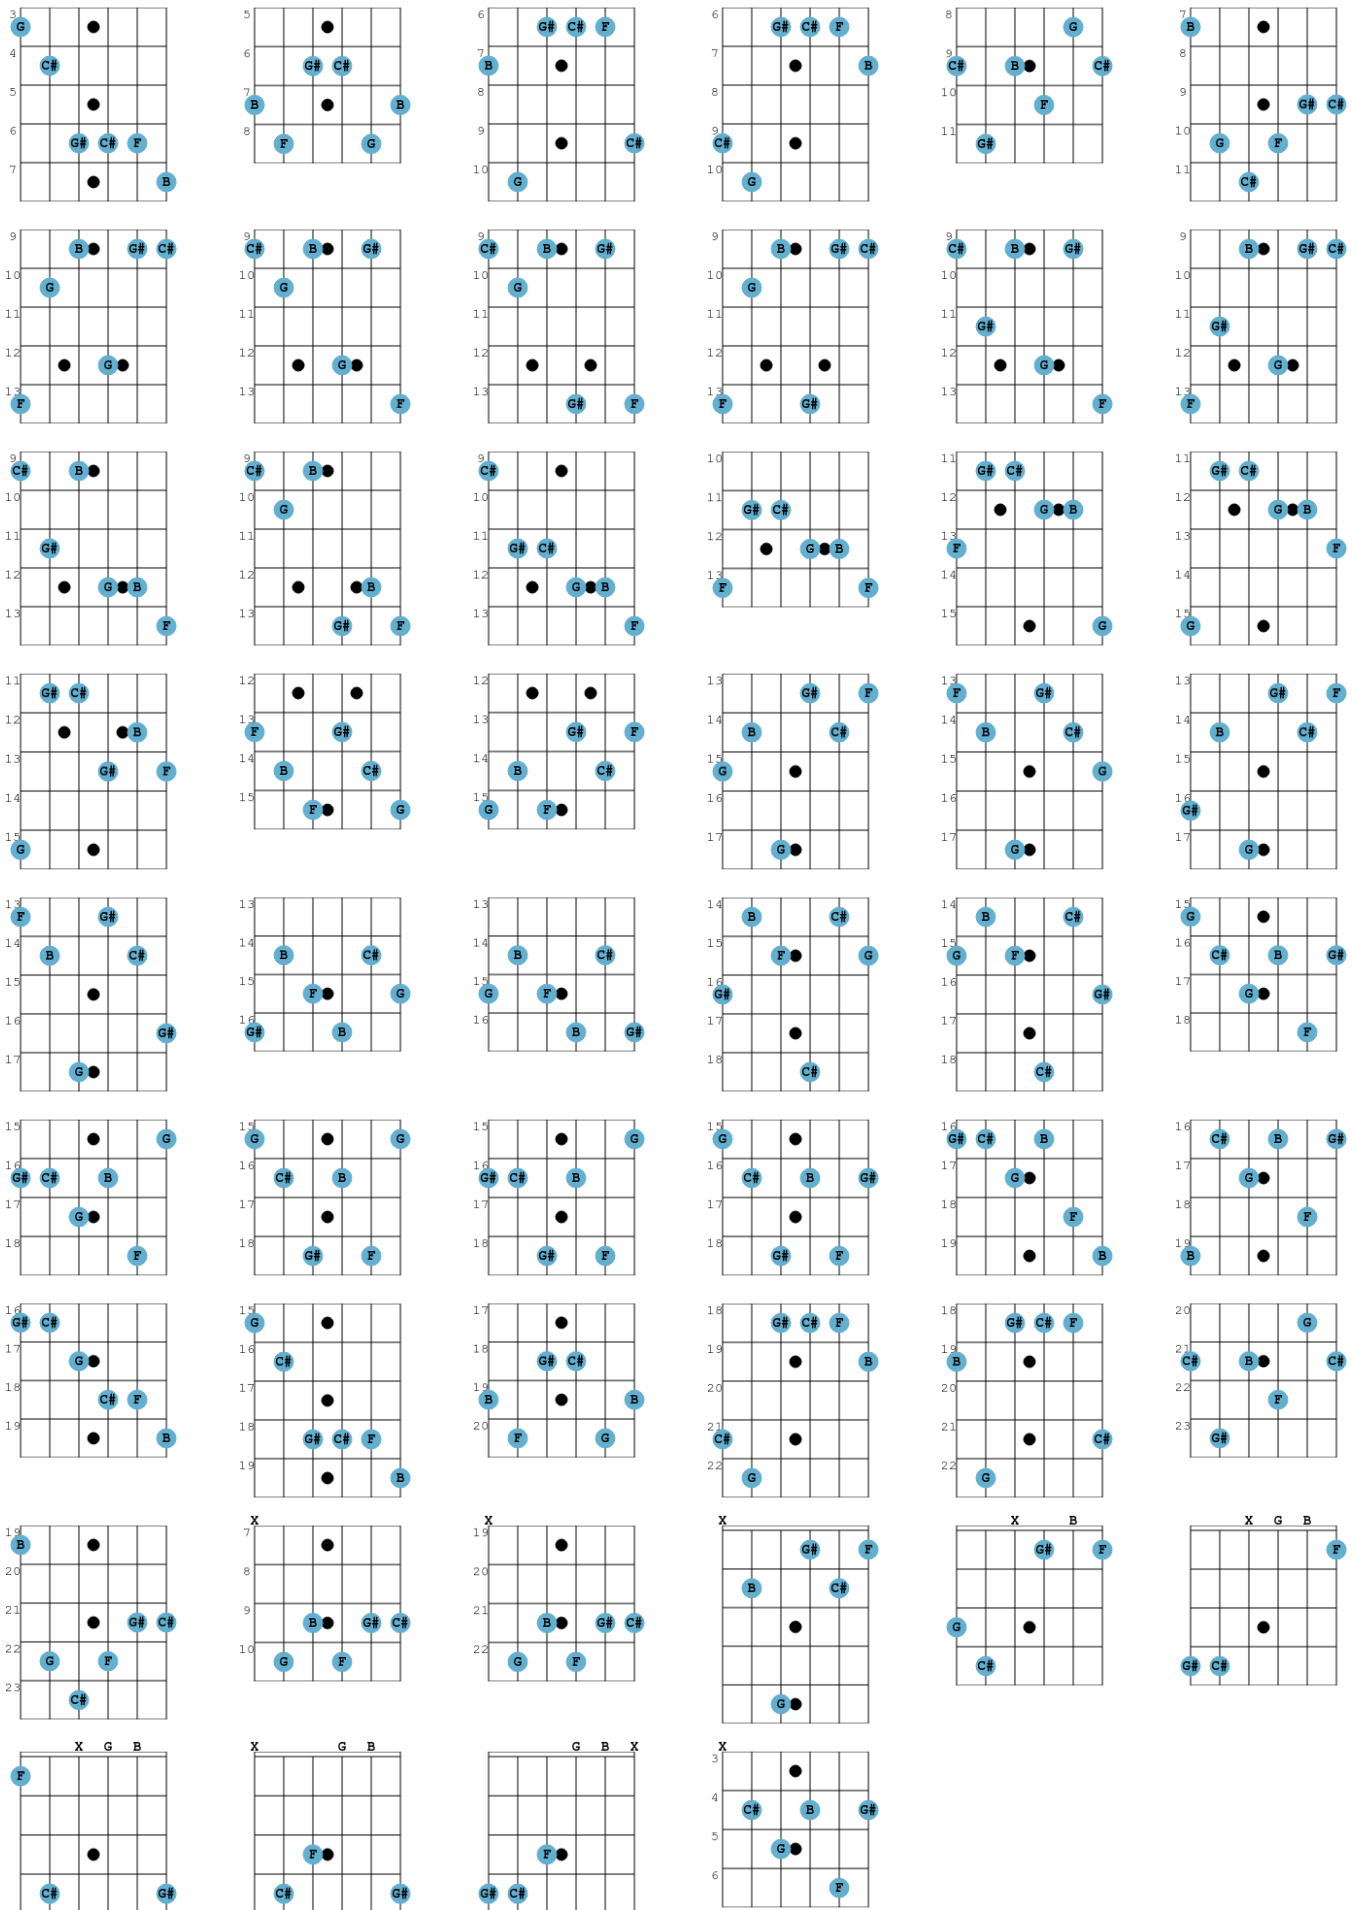 3 G
4 C#
5
6 G# C# F
7 B
5
6 G# C#
7 B B
8 F G
6 G# C# F
7 B
8
9 C#
10 G
6 G# C# F
7 B
8
9 C#
10 G
8 G
9 C# B C#
10 F
11 G#
7 B
8
9 G# C#
10 G F
11 C#
9 B G# C#
10 G
11
12 G
13 F
9 C# B G#
10 G
11
12 G
13 F
9 C# B G#
10 G
11
12
13 G# F
9 B G# C#
10 G
11
12
13 F G#
9 C# B G#
10
11 G#
12 G
13 F
9 B G# C#
10
11 G#
12 G
13 F
9 C# B
10
11 G#
12 G B
13 F
9 C# B
10 G
11
12 B
13 G# F
9 C#
10
11 G# C#
12 G B
13 F
10
11 G# C#
12 G B
13 F F
11 G# C#
12 G B
13 F
14
15 G
11 G# C#
12 G B
13 F
14
15 G
11 G# C#
12 B
13 G# F
14
15 G
12
13 F G#
14 B C#
15 F G
12
13 G# F
14 B C#
15 G F
13 G# F
14 B C#
15 G
16
17 G
13 F G#
14 B C#
15 G
16
17 G
13 G# F
14 B C#
15
16 G#
17 G
13 F G#
14 B C#
15
16 G#
17 G
13
14 B C#
15 F G
16 G# B
13
14 B C#
15 G F
16 B G#
14 B C#
15 F G
16 G#
17
18 C#
14 B C#
15 G F
16 G#
17
18 C#
15 G
16 C# B G#
17 G
18 F
15 G
16 G# C# B
17 G
18 F
15 G G
16 C# B
17
18 G# F
15 G
16 G# C# B
17
18 G# F
15 G
16 C# B G#
17
18 G# F
16 G# C# B
17 G
18 F
19 B
16 C# B G#
17 G
18 F
19 B
16 G# C#
17 G
18 C# F
19 B
15 G
16 C#
17
18 G# C# F
19 B
17
18 G# C#
19 B B
20 F G
18 G# C# F
19 B
20
21 C#
22 G
18 G# C# F
19 B
20
21 C#
22 G
20 G
21 C# B C#
22 F
23 G#
19 B
20
21 G# C#
22 G F
23 C#
X
7
8
9 B G# C#
10 G F
X
19
20
21 B G# C#
22 G F
X
G# F
B C#
G
X B
G# F
G
C#
X G B
F
G# C#
X G B
F
C# G#
X G B
F
C# G#
G B X
F
G# C#
X
3
4 C# B G#
5 G
6 F